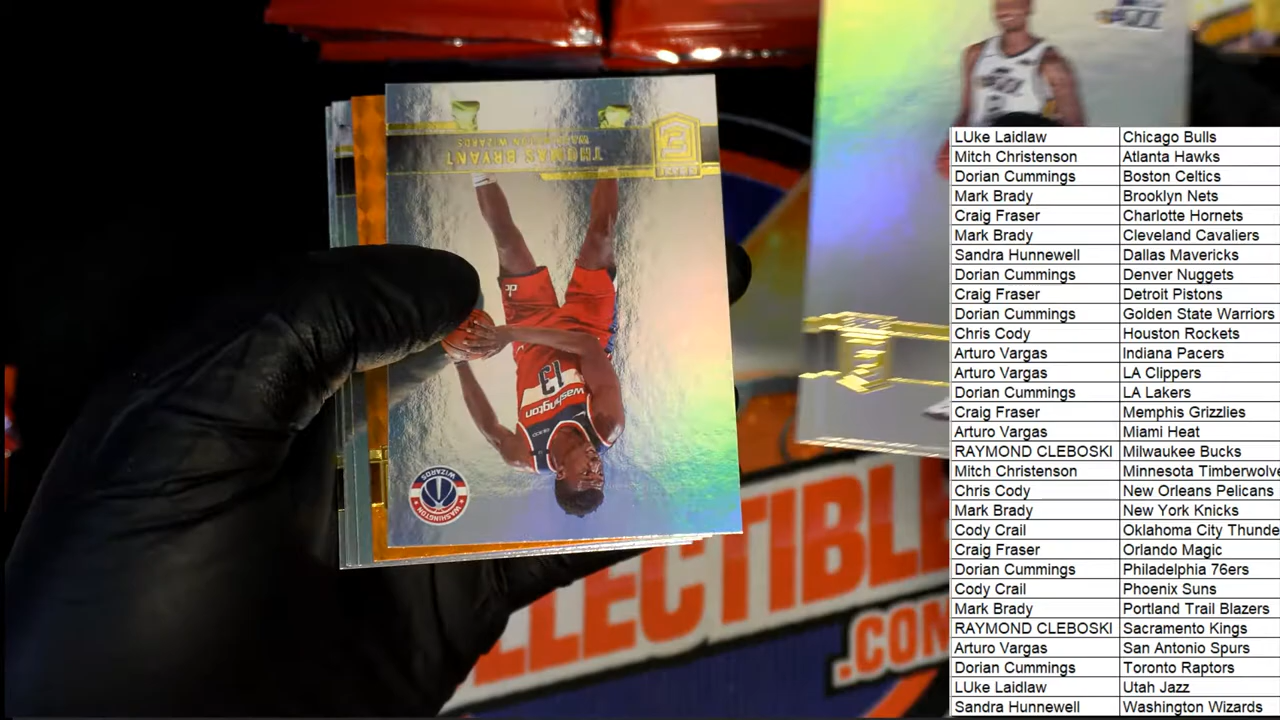 THOMAS BRYANT
WASHINGTON WIZARDS
Washington
13
WASHINGTON WIZARDS
LLECTIBLE
.COM
LUke Laidlaw Chicago Bulls
Mitch Christenson Atlanta Hawks
Dorian Cummings Boston Celtics
Mark Brady Brooklyn Nets
Craig Fraser Charlotte Hornets
Mark Brady Cleveland Cavaliers
Sandra Hunnewell Dallas Mavericks
Dorian Cummings Denver Nuggets
Craig Fraser Detroit Pistons
Dorian Cummings Golden State Warriors
Chris Cody Houston Rockets
Arturo Vargas Indiana Pacers
Arturo Vargas LA Clippers
Dorian Cummings LA Lakers
Craig Fraser Memphis Grizzlies
Arturo Vargas Miami Heat
RAYMOND CLEBOSKI Milwaukee Bucks
Mitch Christenson Minnesota Timberwolve
Chris Cody New Orleans Pelicans
Mark Brady New York Knicks
Cody Crail Oklahoma City Thunde
Craig Fraser Orlando Magic
Dorian Cummings Philadelphia 76ers
Cody Crail Phoenix Suns
Mark Brady Portland Trail Blazers
RAYMOND CLEBOSKI Sacramento Kings
Arturo Vargas San Antonio Spurs
Dorian Cummings Toronto Raptors
LUke Laidlaw Utah Jazz
Sandra Hunnewell Washington Wizards